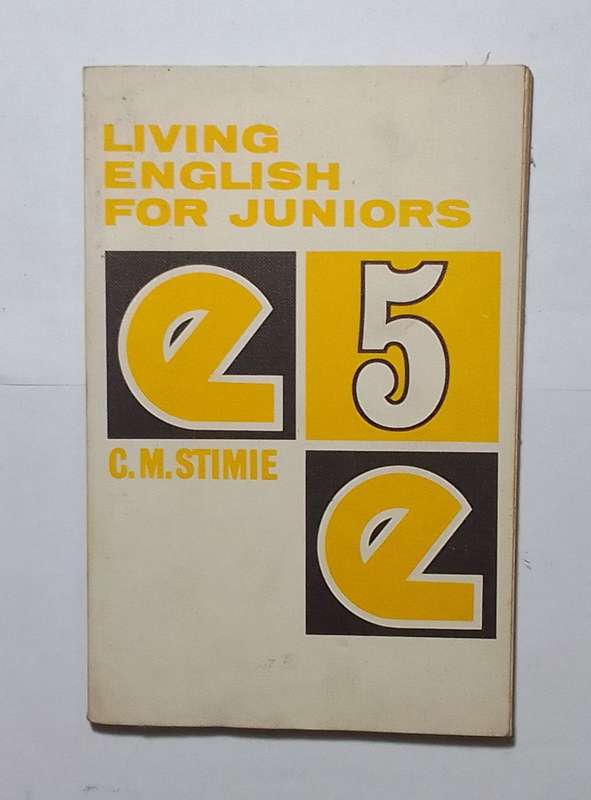 LIVING
ENGLISH
FOR JUNIORS
e 5
C.M. STIMIE
e